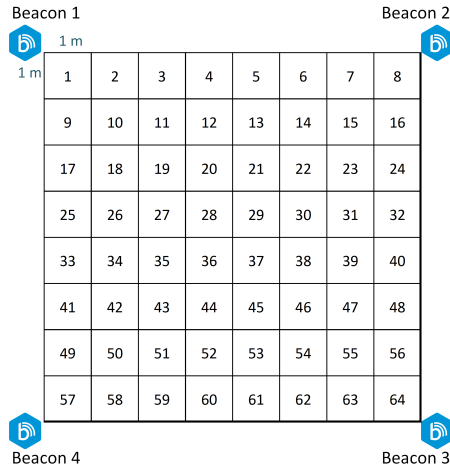 Beacon 1 Beacon 2
1 m
1 m
1 2 3 4 5 6 7 8
9 10 11 12 13 14 15 16
17 18 19 20 21 22 23 24
25 26 27 28 29 30 31 32
33 34 35 36 37 38 39 40
41 42 43 44 45 46 47 48
49 50 51 52 53 54 55 56
57 58 59 60 61 62 63 64
Beacon 4 Beacon 3